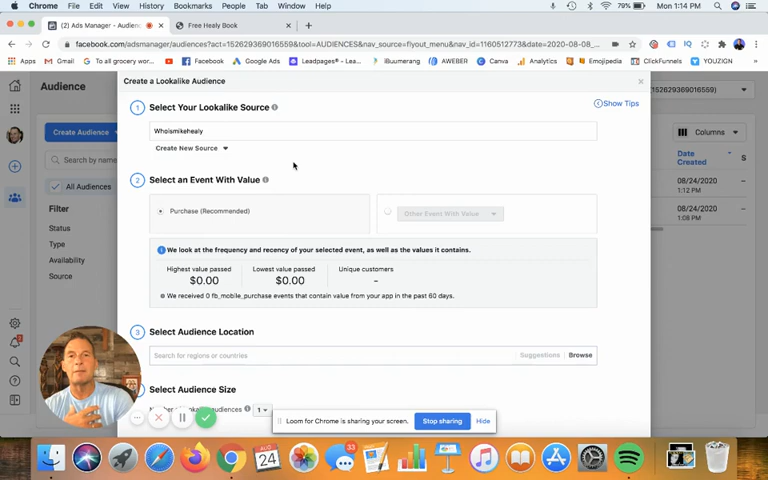 Chrome File Edit View History Bookmarks People Tab Window Help 79% Mon 1:14 PM
Ads Manager - Audienc
Free Healy Book
facebook.com/adsmanager/audiences?act=152629369016559&tool=AUDIENCES&nav_source=flyout_menu&nav_id=1160512773&date=2020-08-08_...
Apps Gmail To all grocery wor... Facebook Google Ads Leadpages® - Lea... iBuumerang AWEBER Canva Analytics Emojipedia ClickFunnels YOUZIGN
Audience
Create a Lookalike Audience
(152629369016559)
1 Select Your Lookalike Source
Show Tips
Whoismikehealy
Create Audience
Columns
Create New Source
Search by name
Date Created S
2 Select an Event With Value
All Audiences
08/24/2020
1:12 PM
Filter
Purchase (Recommended)
Other Event With Value
08/24/2020
1:08 PM
Status
Type
Availability
Source
We look at the frequency and recency of your selected event, as well as the values it contains.
Highest value passed Lowest value passed Unique customers
$0.00 $0.00 -
We received 0 fb_mobile_purchase events that contain value from your app in the past 60 days.
3 Select Audience Location
Search for regions or countries Suggestions Browse
Select Audience Size
1
Loom for Chrome is sharing your screen. Stop sharing Hide
33
AUG
24